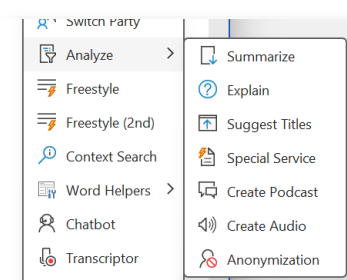 Switch Party
Analyze
Freestyle
Freestyle (2nd)
Context Search
Word Helpers
Chatbot
Transcriptor
Summarize
Explain
Suggest Titles
Special Service
Create Podcast
Create Audio
Anonymization